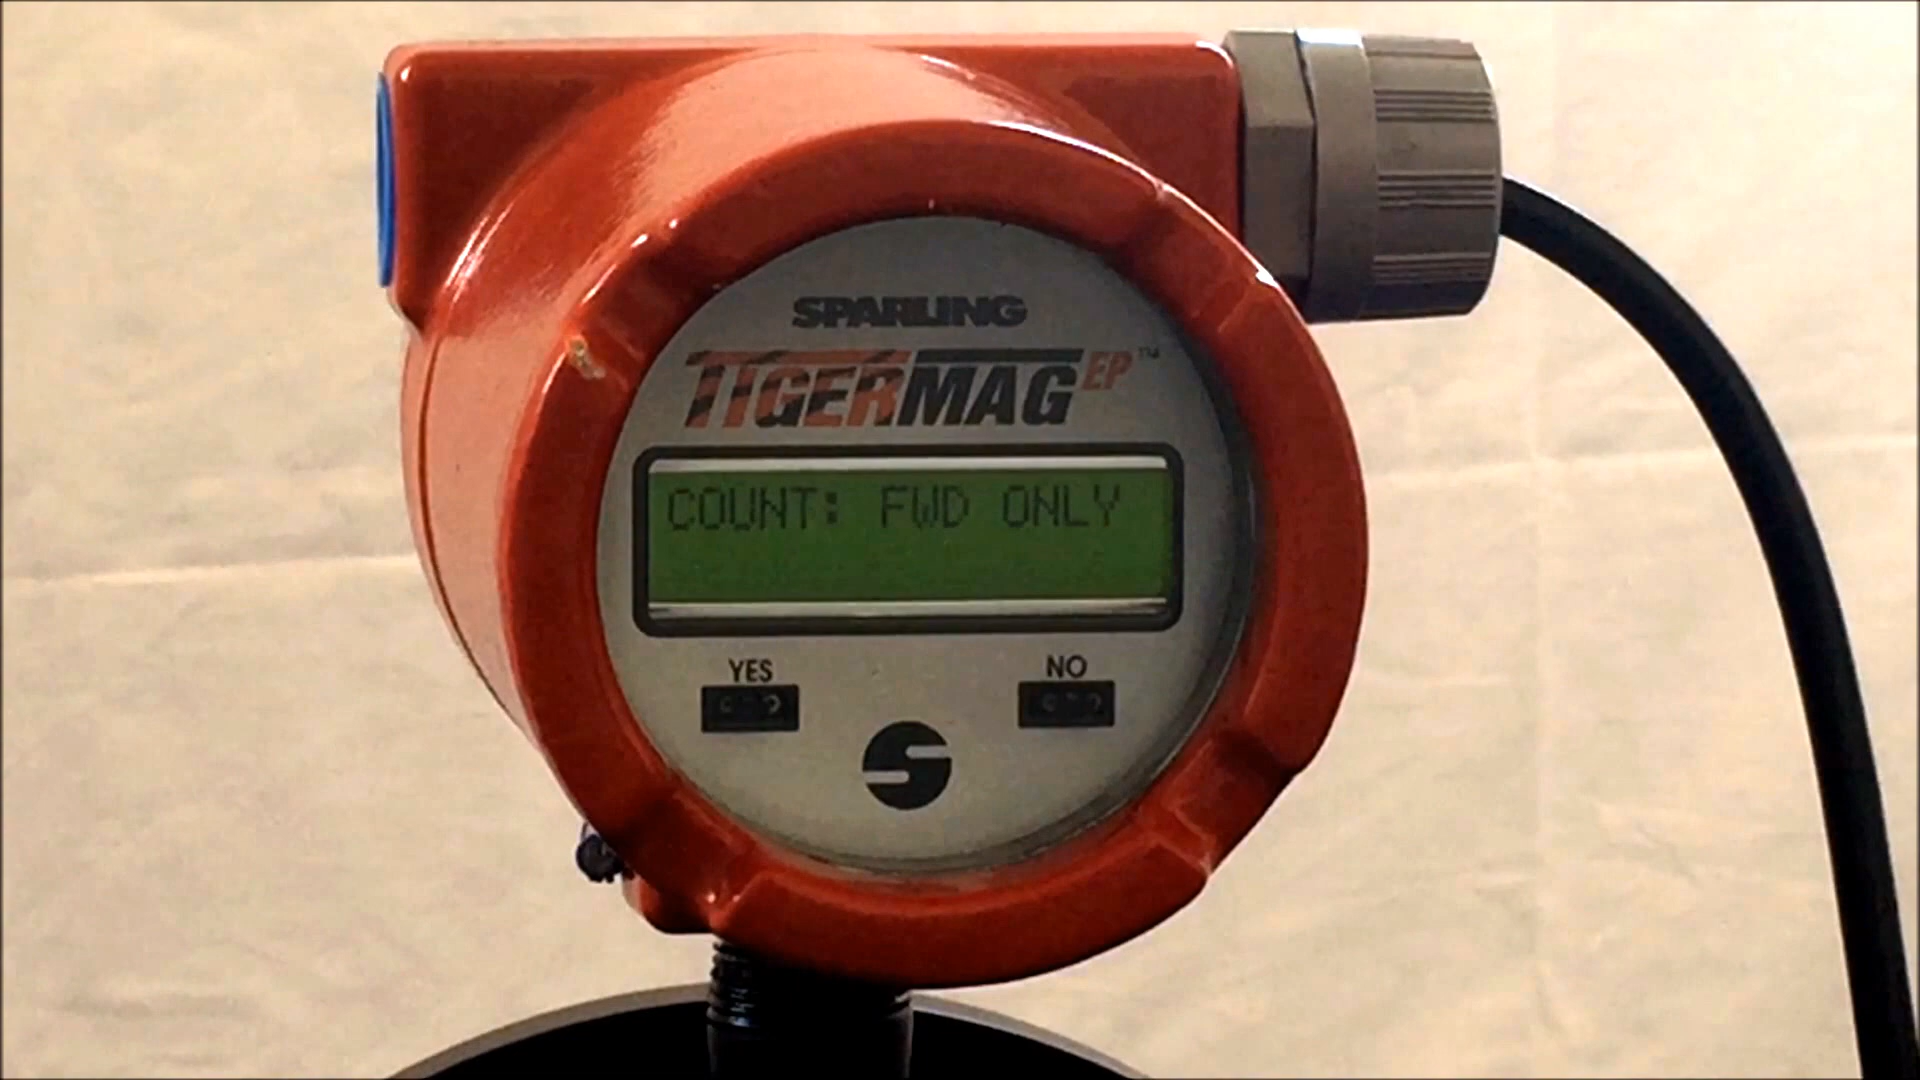 SPARLING
TIGERMAG EP™
COUNT: FWD ONLY
YES
NO
S